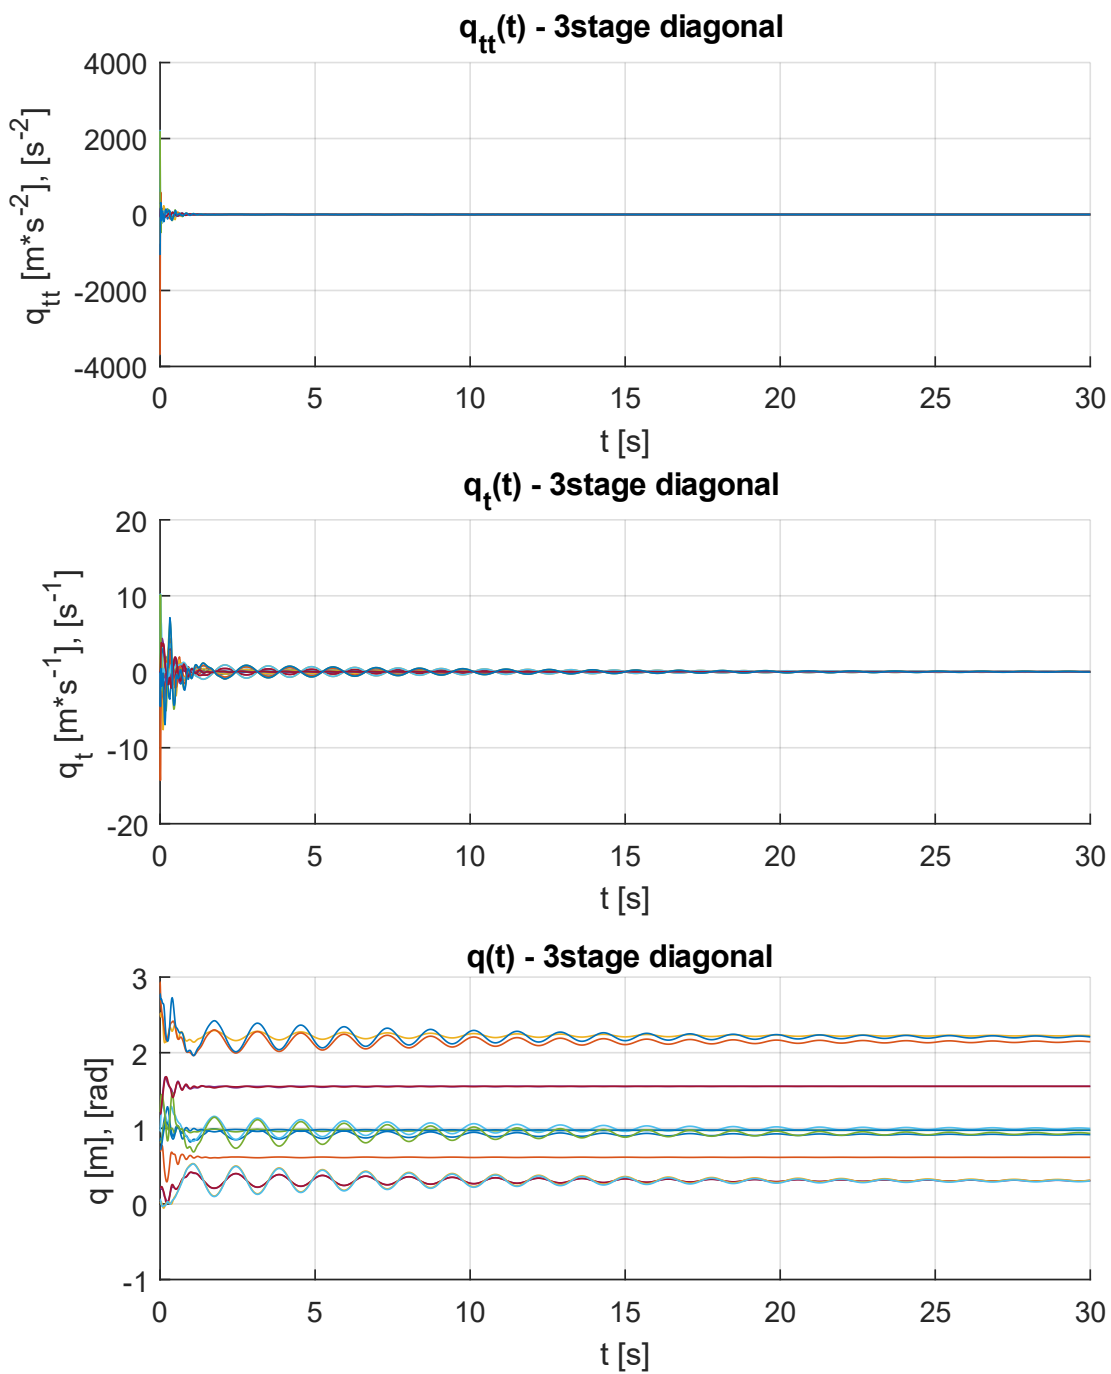 q_tt(t) - 3stage diagonal
4000
2000
0
-2000
-4000
q_tt [m*s^-2], [s^-2]
0 5 10 15 20 25 30
t [s]
q_t(t) - 3stage diagonal
20
10
0
-10
-20
q_t [m*s^-1], [s^-1]
0 5 10 15 20 25 30
t [s]
q(t) - 3stage diagonal
3
2
1
0
-1
q [m], [rad]
0 5 10 15 20 25 30
t [s]